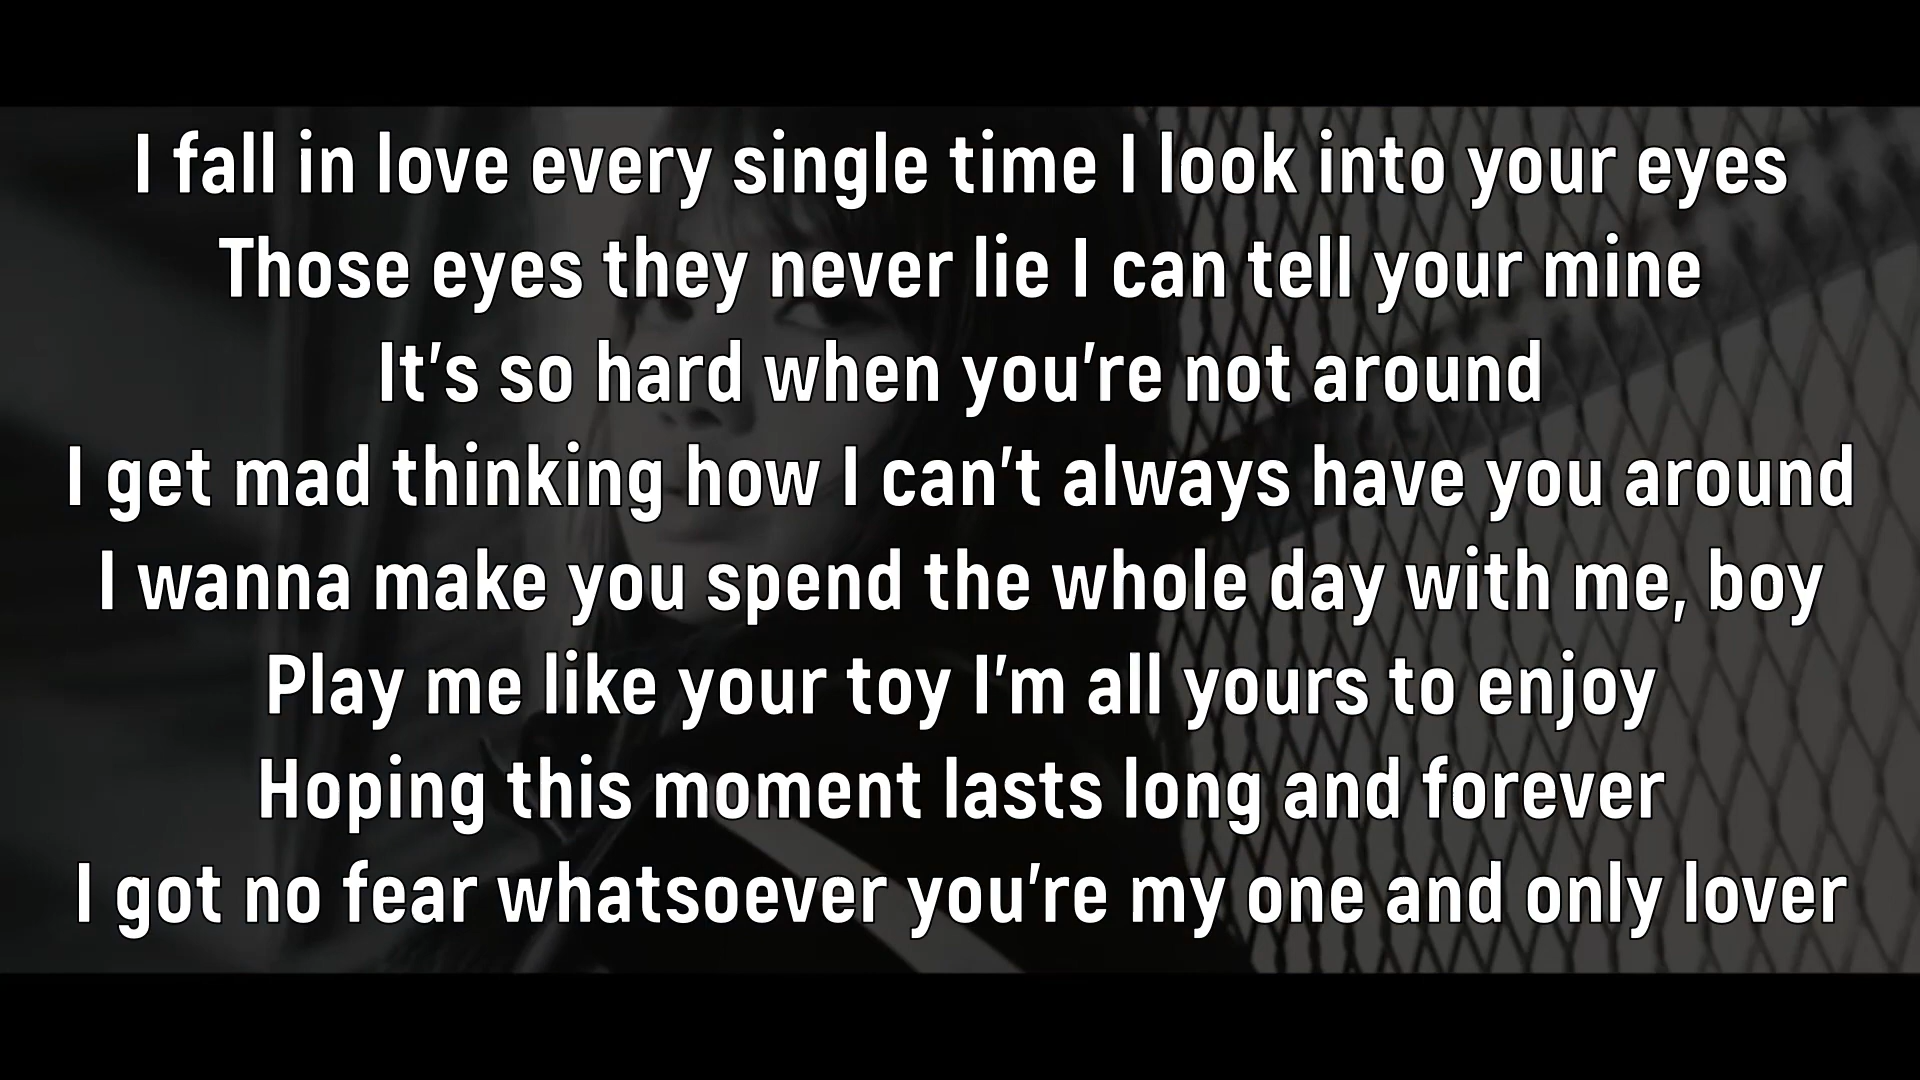 I fall in love every single time I look into your eyes
Those eyes they never lie I can tell your mine
It's so hard when you're not around
I get mad thinking how I can't always have you around
I wanna make you spend the whole day with me, boy
Play me like your toy I'm all yours to enjoy
Hoping this moment lasts long and forever
I got no fear whatsoever you're my one and only lover